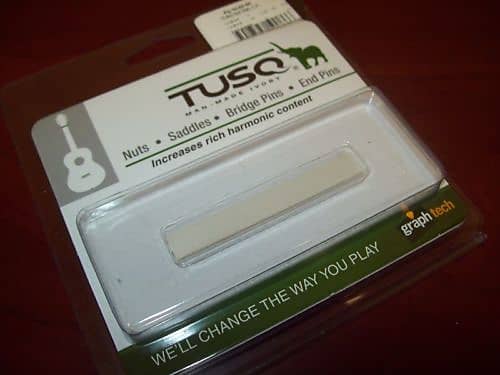 TUSQ
MAN-MADE IVORY
Nuts • Saddles • Bridge Pins • End Pins
Increases rich harmonic content
graph tech
WE'LL CHANGE THE WAY YOU PLAY